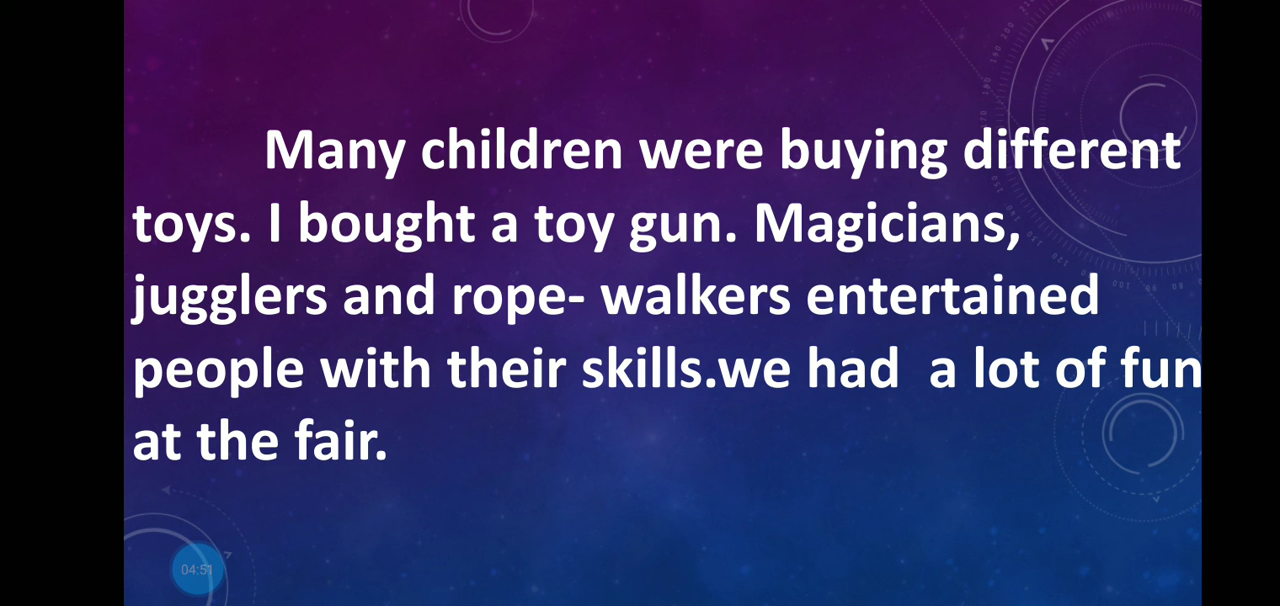 Many children were buying different
toys. I bought a toy gun. Magicians,
jugglers and rope- walkers entertained
people with their skills.we had  a lot of fun
at the fair.
04:51